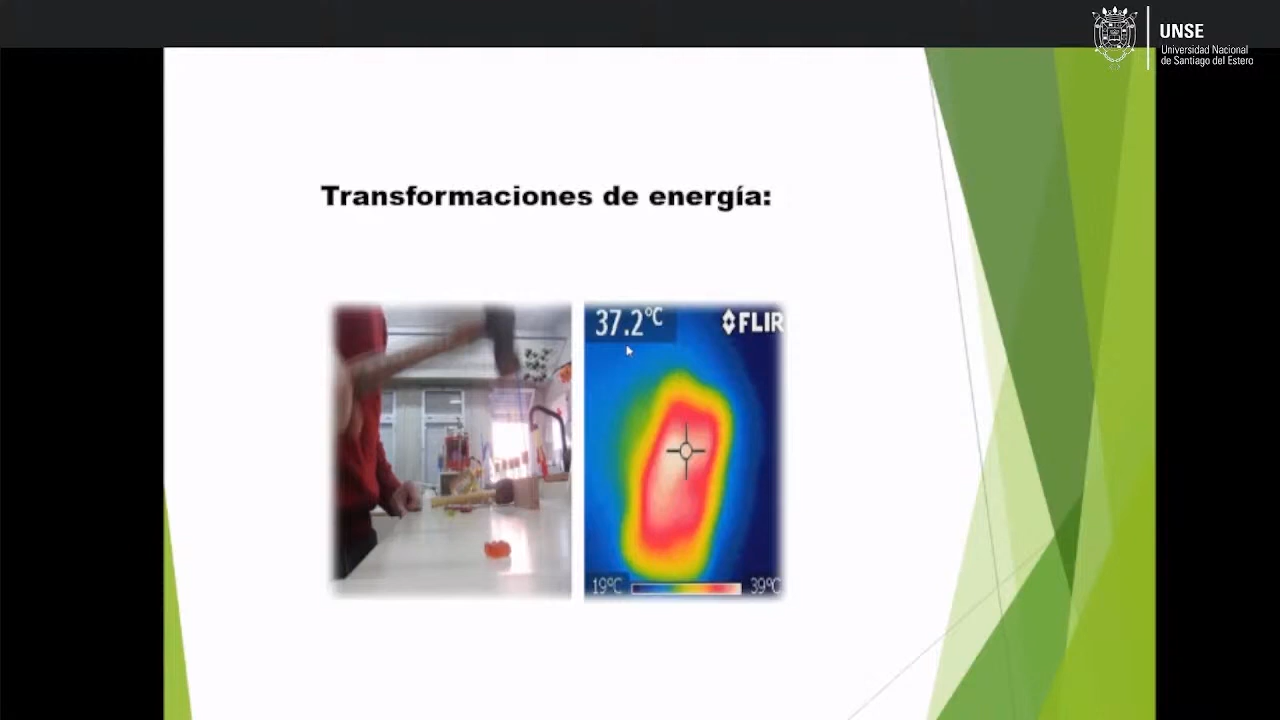 UNSE
Universidad Nacional
de Santiago del Estero
Transformaciones de energía:
37.2°C
FLIR
19°C
39°C